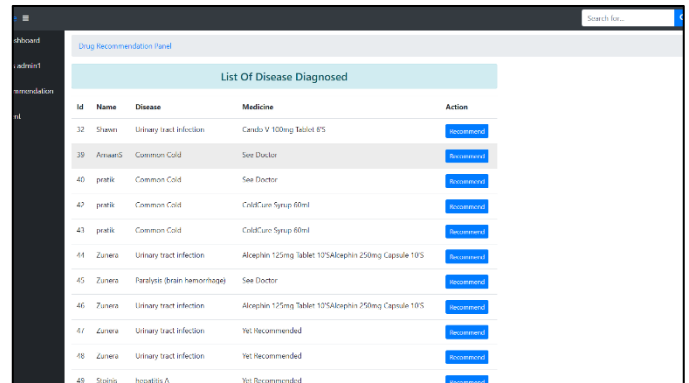 Search for...
shboard
Drug Recommendation Panel
admin1
List Of Disease Diagnosed
mmendation
Id Name Disease Medicine Action
32 Shawn Urinary tract infection Cando V 100mg Tablet 6'S Recommend
39 AmaanS Common Cold See Doctor Recommend
40 pratik Common Cold See Doctor Recommend
42 pratik Common Cold ColdCure Syrup 60ml Recommend
43 pratik Common Cold ColdCure Syrup 60ml Recommend
44 Zunera Urinary tract infection Alcephin 125mg Tablet 10'SAlcephin 250mg Capsule 10'S Recommend
45 Zunera Paralysis (brain hemorrhage) See Doctor Recommend
46 Zunera Urinary tract infection Alcephin 125mg Tablet 10'SAlcephin 250mg Capsule 10'S Recommend
47 Zunera Urinary tract infection Yet Recommended Recommend
48 Zunera Urinary tract infection Yet Recommended Recommend
49 Stoinis hepatitis A Yet Recommended Recommend